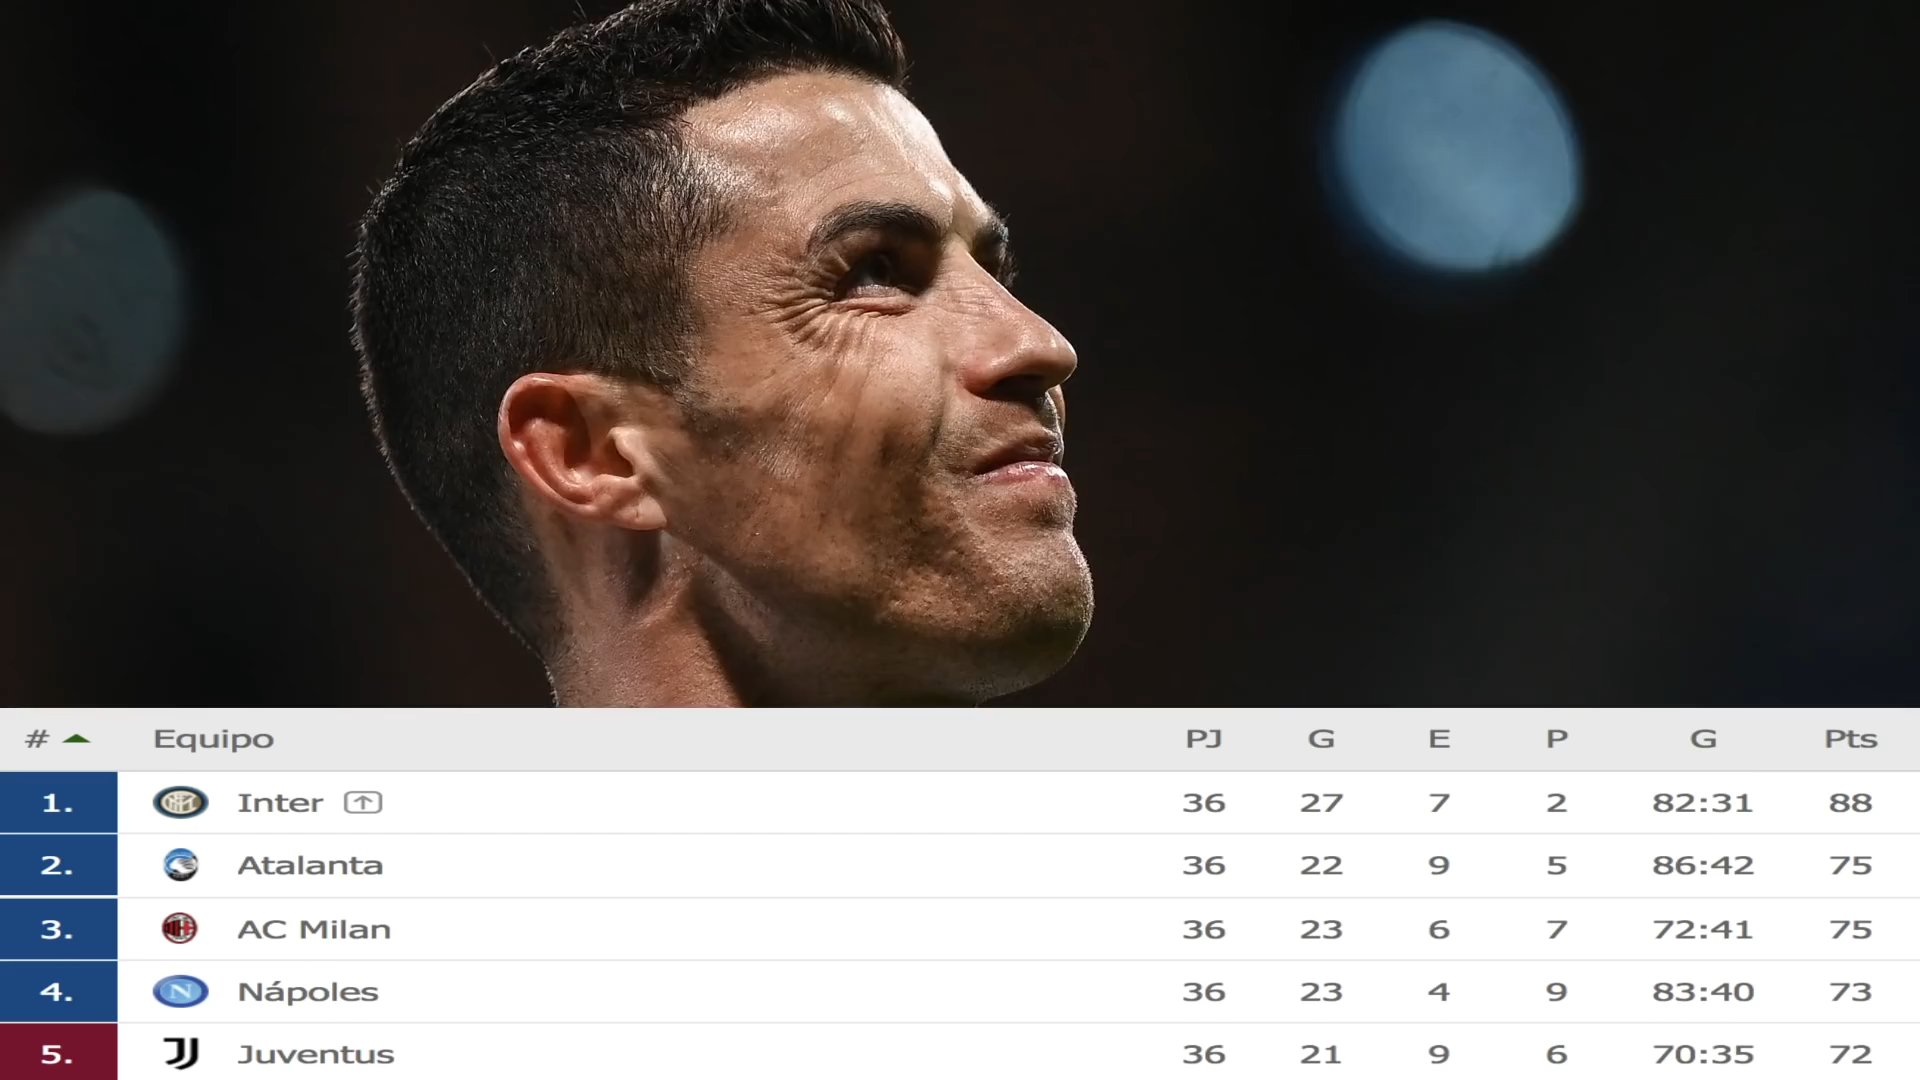 # Equipo PJ G E P G Pts
1. Inter 36 27 7 2 82:31 88
2. Atalanta 36 22 9 5 86:42 75
3. AC Milan 36 23 6 7 72:41 75
4. N Nápoles 36 23 4 9 83:40 73
5. Juventus 36 21 9 6 70:35 72